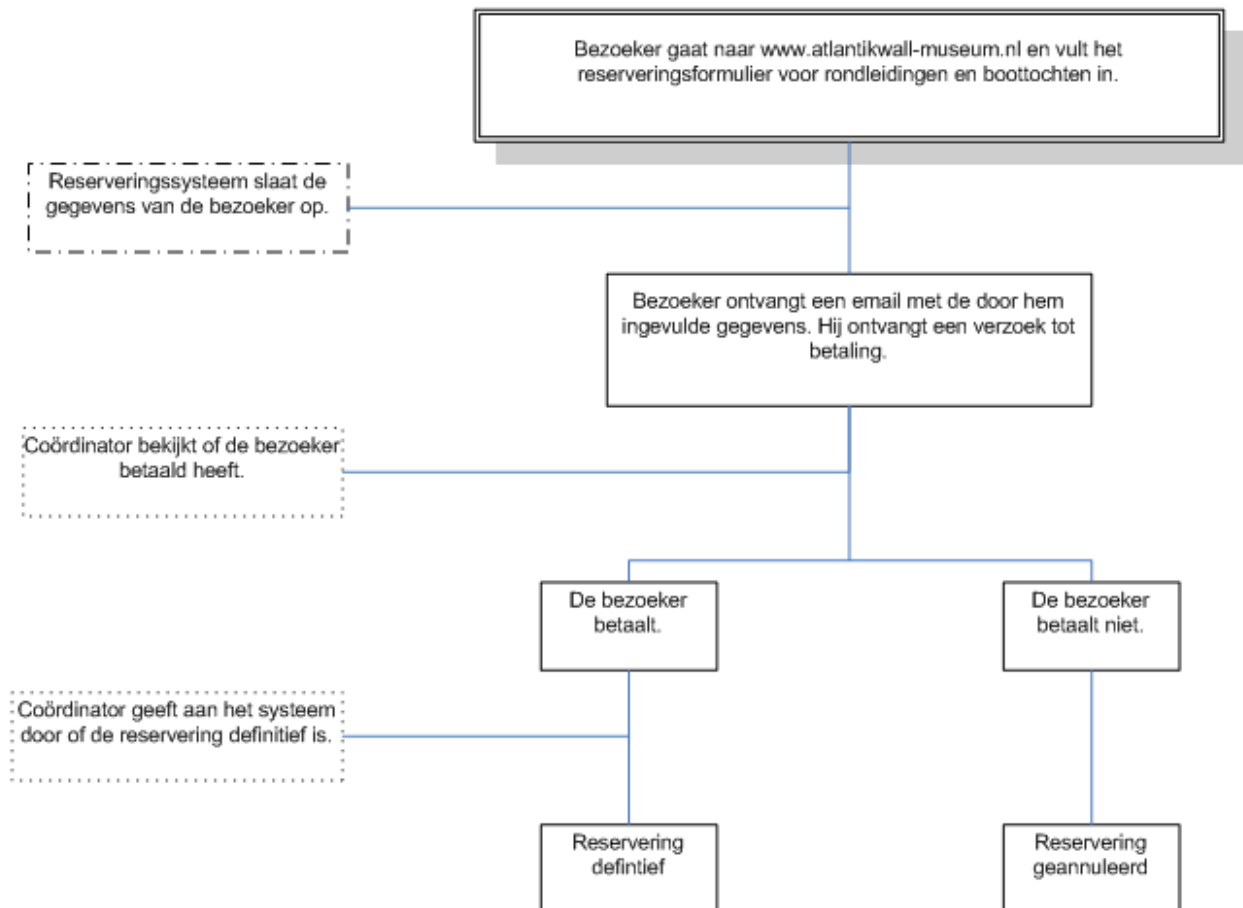 Bezoeker gaat naar www.atlantikwall-museum.nl en vult het
reserveringsformulier voor rondleidingen en boottochten in.
Reserveringssysteem slaat de
gegevens van de bezoeker op.
Bezoeker ontvangt een email met de door hem
ingevulde gegevens. Hij ontvangt een verzoek tot
betaling.
Coördinator bekijkt of de bezoeker
betaald heeft.
De bezoeker
betaalt.
De bezoeker
betaalt niet.
Coördinator geeft aan het systeem
door of de reservering definitief is.
Reservering
defintief
Reservering
geannuleerd